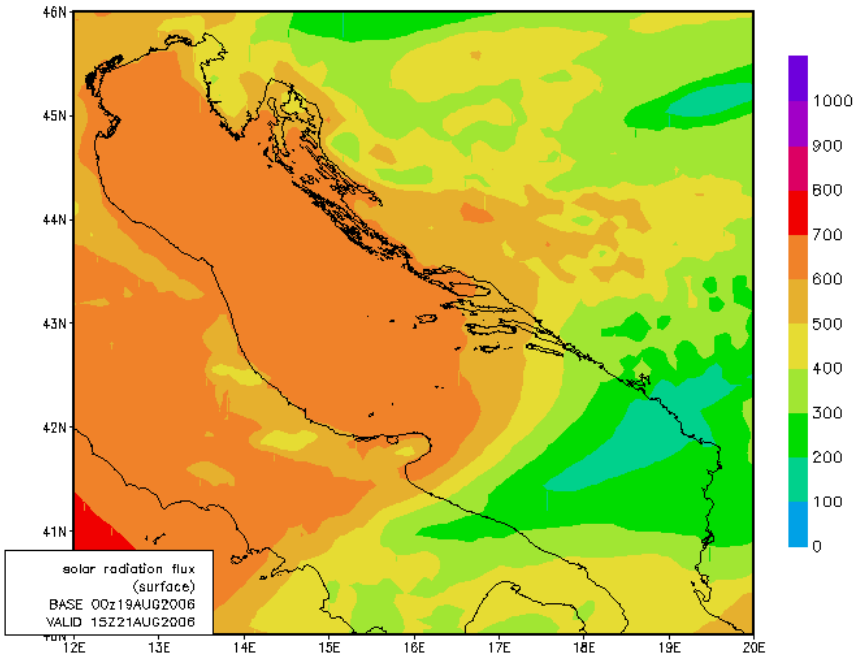 46N
45N
44N
43N
42N
41N
12E
13E
14E
15E
16E
17E
18E
19E
20E
1000
900
800
700
600
500
400
300
200
100
0
solar radiation flux
(surface)
BASE 00z19AUG2006
VALID 15Z21AUG2006